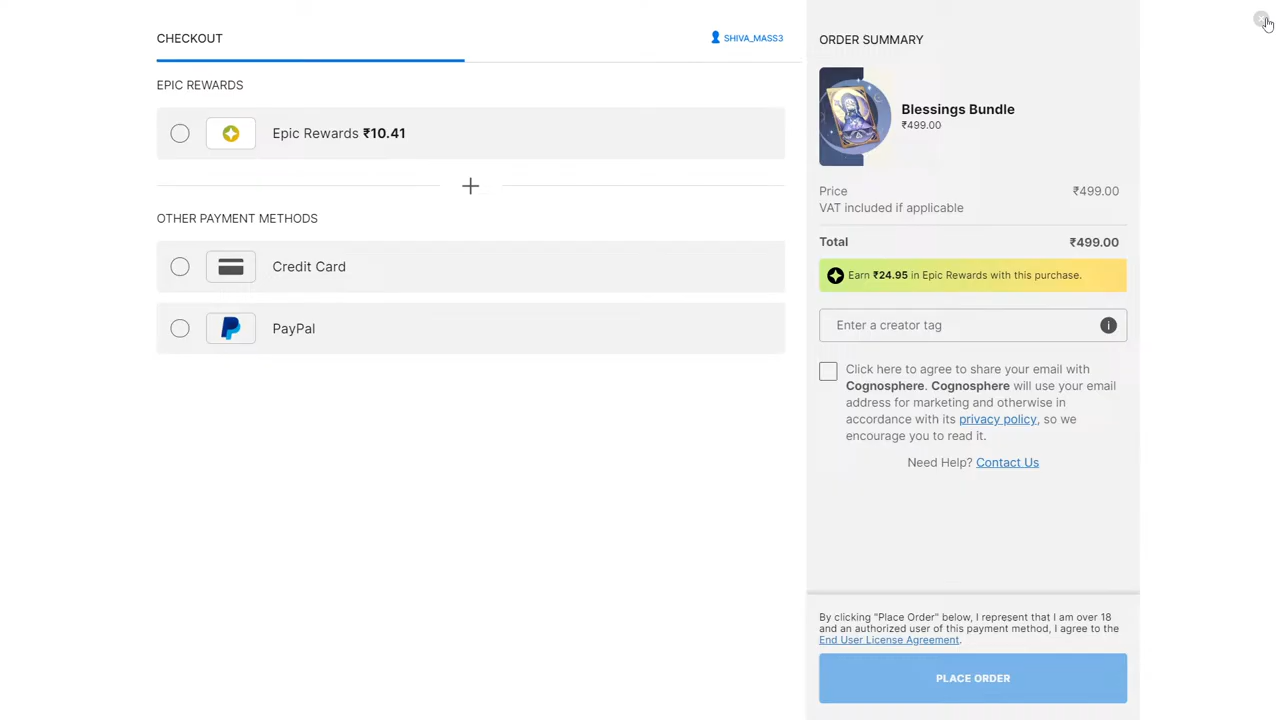 CHECKOUT
SHIVA_MASS3
EPIC REWARDS
Epic Rewards ₹10.41
OTHER PAYMENT METHODS
Credit Card
PayPal
ORDER SUMMARY
Blessings Bundle
₹499.00
Price ₹499.00
VAT included if applicable
Total ₹499.00
Earn ₹24.95 in Epic Rewards with this purchase.
Enter a creator tag
Click here to agree to share your email with
Cognosphere. Cognosphere will use your email
address for marketing and otherwise in
accordance with its privacy policy, so we
encourage you to read it.
Need Help? Contact Us
By clicking "Place Order" below, I represent that I am over 18
and an authorized user of this payment method, I agree to the
End User License Agreement.
PLACE ORDER